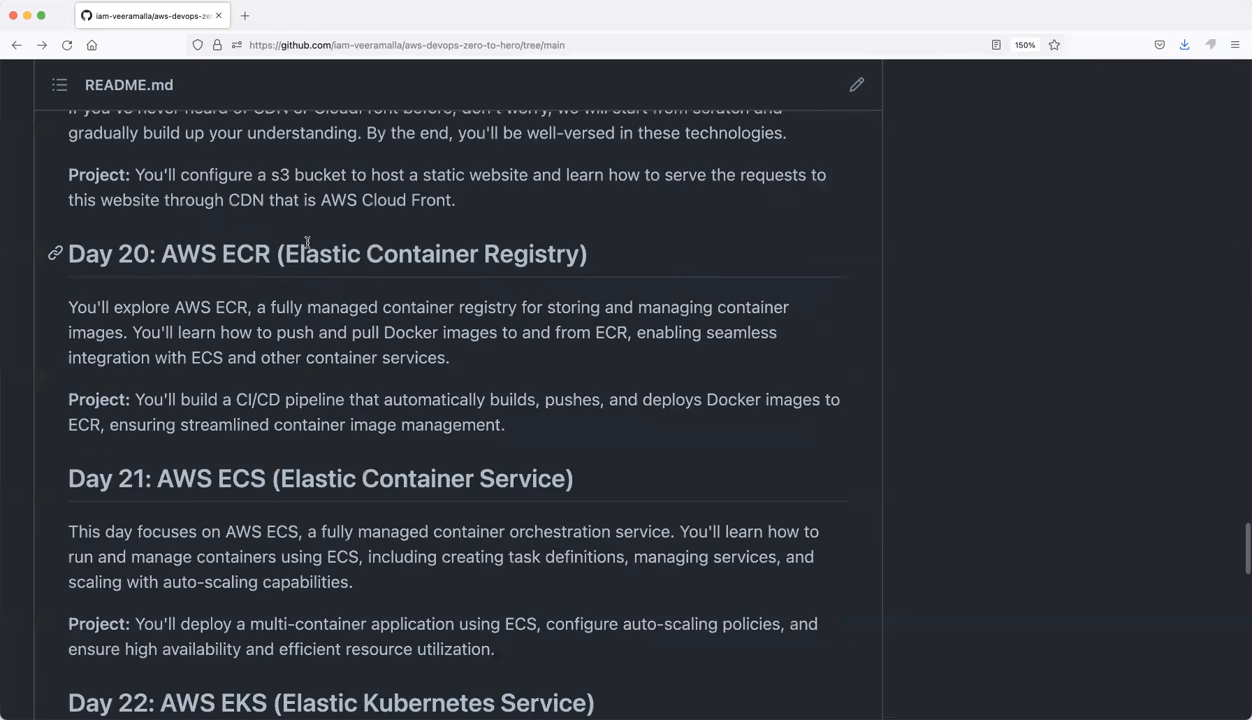 iam-veeramalla/aws-devops-zer
https://github.com/iam-veeramalla/aws-devops-zero-to-hero/tree/main
150%
README.md
If you've never heard of CDN or CloudFront before, don't worry, we will start from scratch and
gradually build up your understanding. By the end, you'll be well-versed in these technologies.
Project: You'll configure a s3 bucket to host a static website and learn how to serve the requests to
this website through CDN that is AWS Cloud Front.
Day 20: AWS ECR (Elastic Container Registry)
You'll explore AWS ECR, a fully managed container registry for storing and managing container
images. You'll learn how to push and pull Docker images to and from ECR, enabling seamless
integration with ECS and other container services.
Project: You'll build a CI/CD pipeline that automatically builds, pushes, and deploys Docker images to
ECR, ensuring streamlined container image management.
Day 21: AWS ECS (Elastic Container Service)
This day focuses on AWS ECS, a fully managed container orchestration service. You'll learn how to
run and manage containers using ECS, including creating task definitions, managing services, and
scaling with auto-scaling capabilities.
Project: You'll deploy a multi-container application using ECS, configure auto-scaling policies, and
ensure high availability and efficient resource utilization.
Day 22: AWS EKS (Elastic Kubernetes Service)